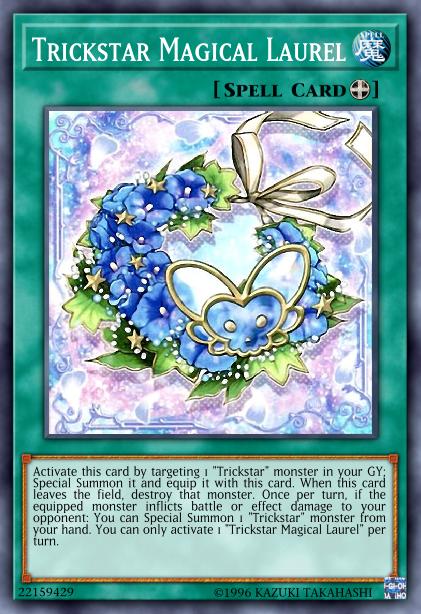 Trickstar Magical Laurel
SPELL
魔
[Spell Card]
Activate this card by targeting 1 "Trickstar" monster in your GY;
Special Summon it and equip it with this card. When this card
leaves the field, destroy that monster. Once per turn, if the
equipped monster inflicts battle or effect damage to your
opponent: You can Special Summon 1 "Trickstar" monster from
your hand. You can only activate 1 "Trickstar Magical Laurel" per
turn.
22159429
©1996 KAZUKI TAKAHASHI